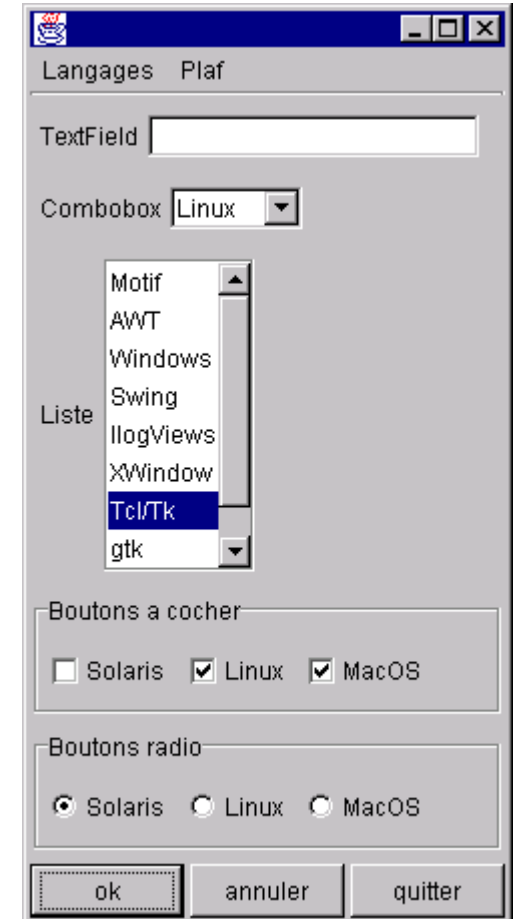 Langages Plaf
TextField
Combobox Linux
Motif
AWT
Windows
Swing
Liste
IlogViews
XWindow
Tcl/Tk
gtk
Boutons a cocher
Solaris Linux MacOS
Boutons radio
Solaris Linux MacOS
ok annuler quitter